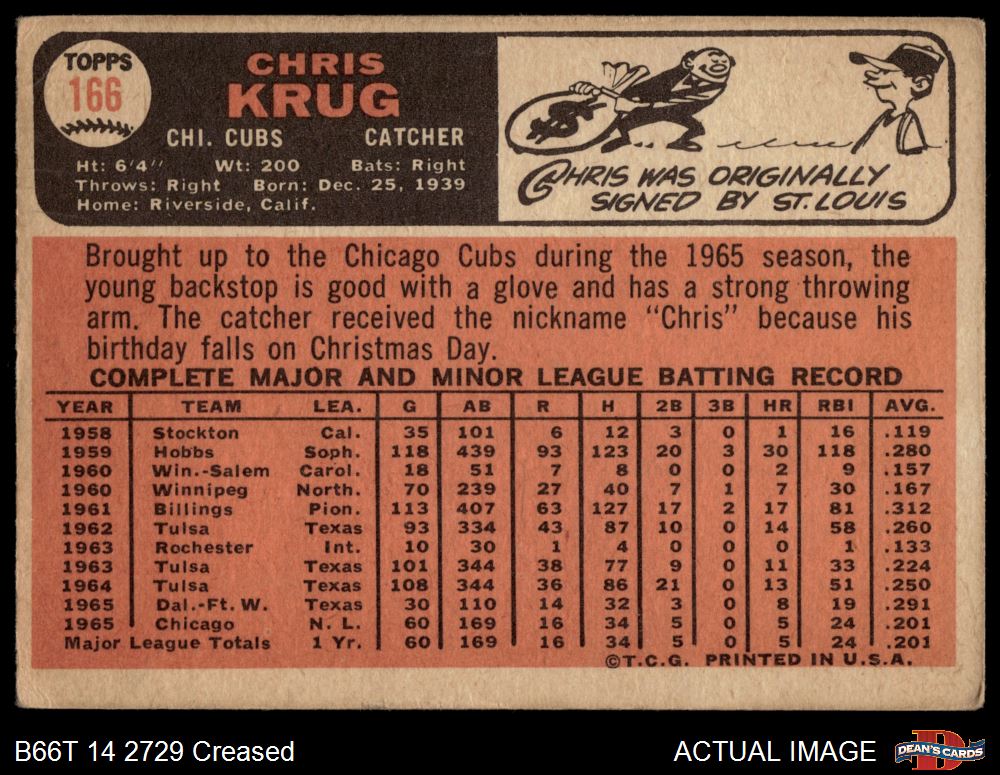 TOPPS
166
CHRIS
KRUG
CHI. CUBS CATCHER
Ht: 6'4" Wt: 200 Bats: Right
Throws: Right Born: Dec. 25, 1939
Home: Riverside, Calif.
$
CHRIS WAS ORIGINALLY
SIGNED BY ST. LOUIS
Brought up to the Chicago Cubs during the 1965 season, the
young backstop is good with a glove and has a strong throwing
arm. The catcher received the nickname "Chris" because his
birthday falls on Christmas Day.
COMPLETE MAJOR AND MINOR LEAGUE BATTING RECORD
YEAR TEAM LEA. G AB R H 2B 3B HR RBI AVG.
1958 Stockton Cal. 35 101 6 12 3 0 1 16 .119
1959 Hobbs Soph. 118 439 93 123 20 3 30 118 .280
1960 Win.-Salem Carol. 18 51 7 8 0 0 2 9 .157
1960 Winnipeg North. 70 239 27 40 7 1 7 30 .167
1961 Billings Pion. 113 407 63 127 17 2 17 81 .312
1962 Tulsa Texas 93 334 43 87 10 0 14 58 .260
1963 Rochester Int. 10 30 1 4 0 0 0 1 .133
1963 Tulsa Texas 101 344 38 77 9 0 11 33 .224
1964 Tulsa Texas 108 344 36 86 21 0 13 51 .250
1965 Dal.-Ft. W. Texas 30 110 14 32 3 0 8 19 .291
1965 Chicago N. L. 60 169 16 34 5 0 5 24 .201
Major League Totals 1 Yr. 60 169 16 34 5 0 5 24 .201
©T.C.G. PRINTED IN U.S.A.
B66T 14 2729 Creased ACTUAL IMAGE
D
DEAN'S CARDS